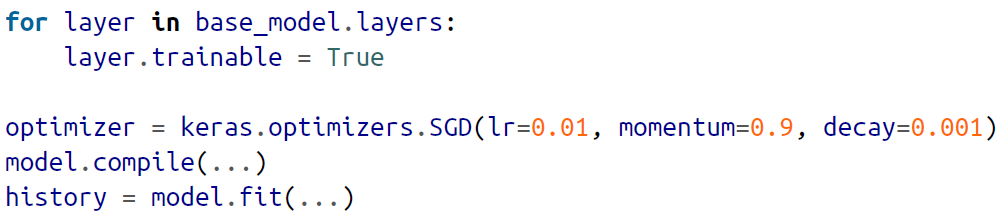 for layer in base_model.layers:
    layer.trainable = True

optimizer = keras.optimizers.SGD(lr=0.01, momentum=0.9, decay=0.001)
model.compile(...)
history = model.fit(...)